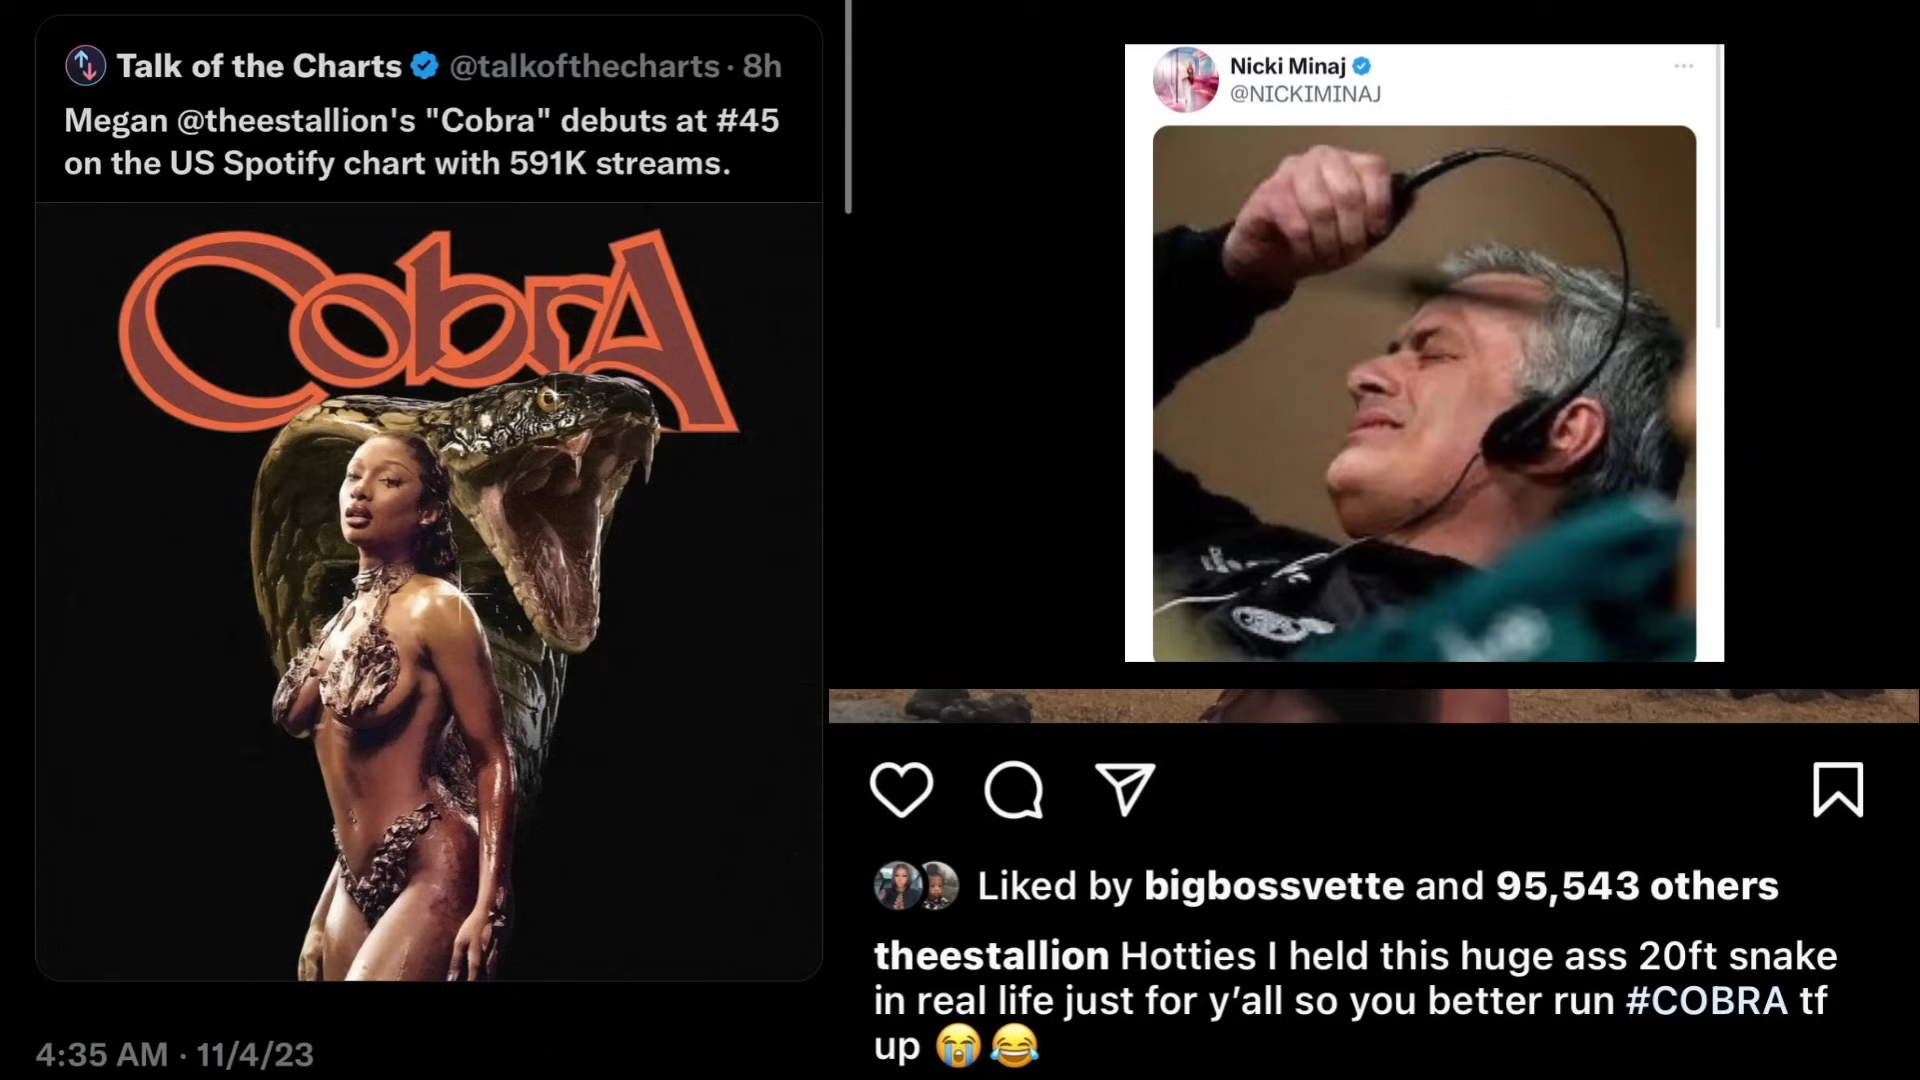 Talk of the Charts @talkofthecharts · 8h
Megan @theestallion's "Cobra" debuts at #45
on the US Spotify chart with 591K streams.
CobrA
4:35 AM · 11/4/23
Nicki Minaj
@NICKIMINAJ
Liked by bigbossvette and 95,543 others
theestallion Hotties I held this huge ass 20ft snake
in real life just for y’all so you better run #COBRA tf
up 😭😂